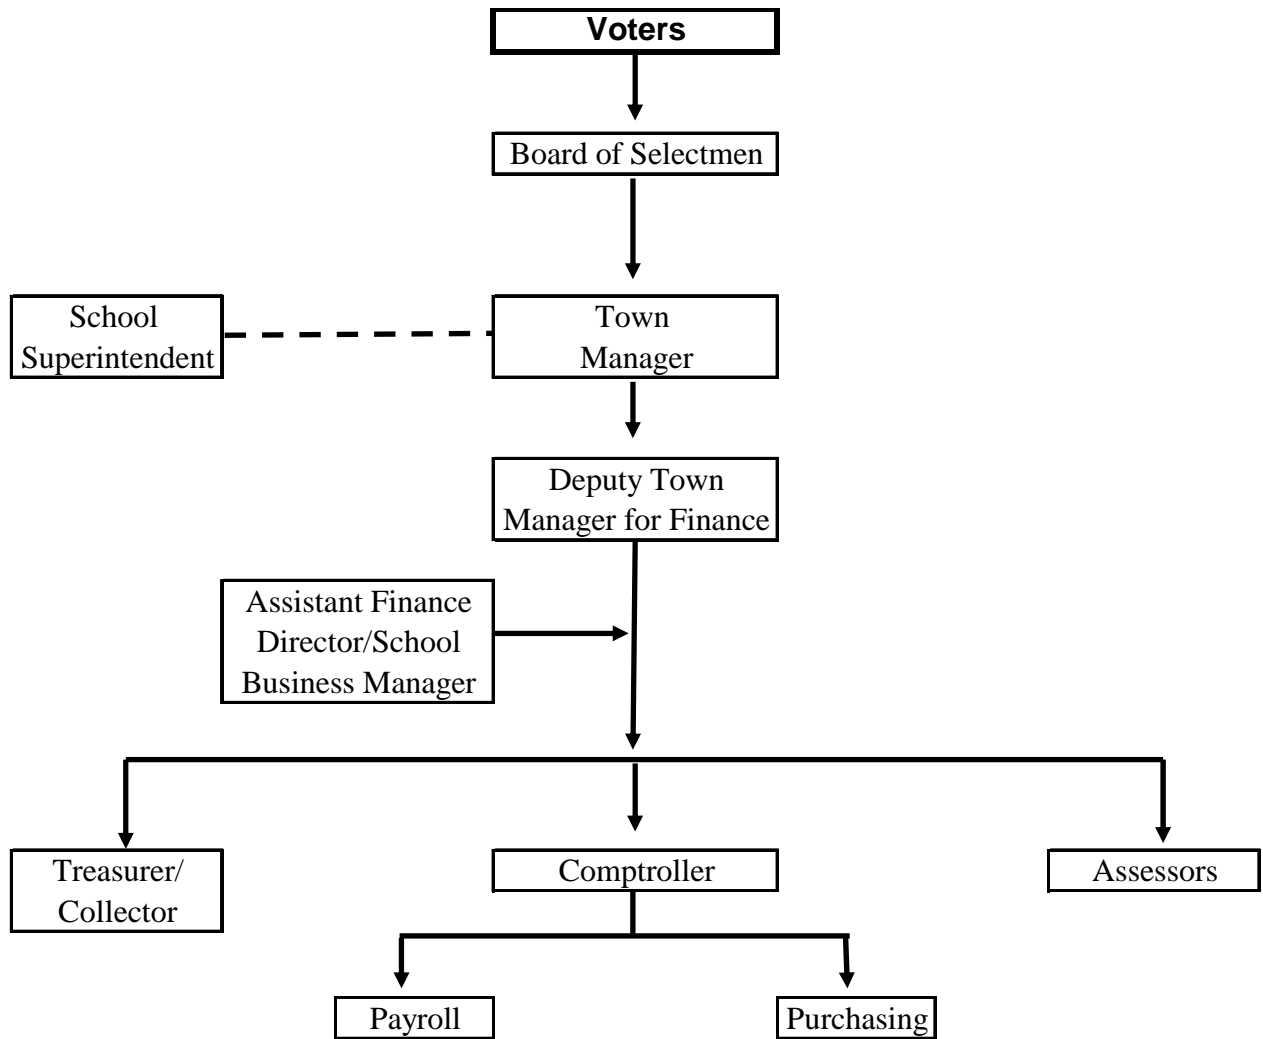 Voters
Board of Selectmen
School
Superintendent
Town
Manager
Deputy Town
Manager for Finance
Assistant Finance
Director/School
Business Manager
Treasurer/
Collector
Comptroller
Assessors
Payroll
Purchasing